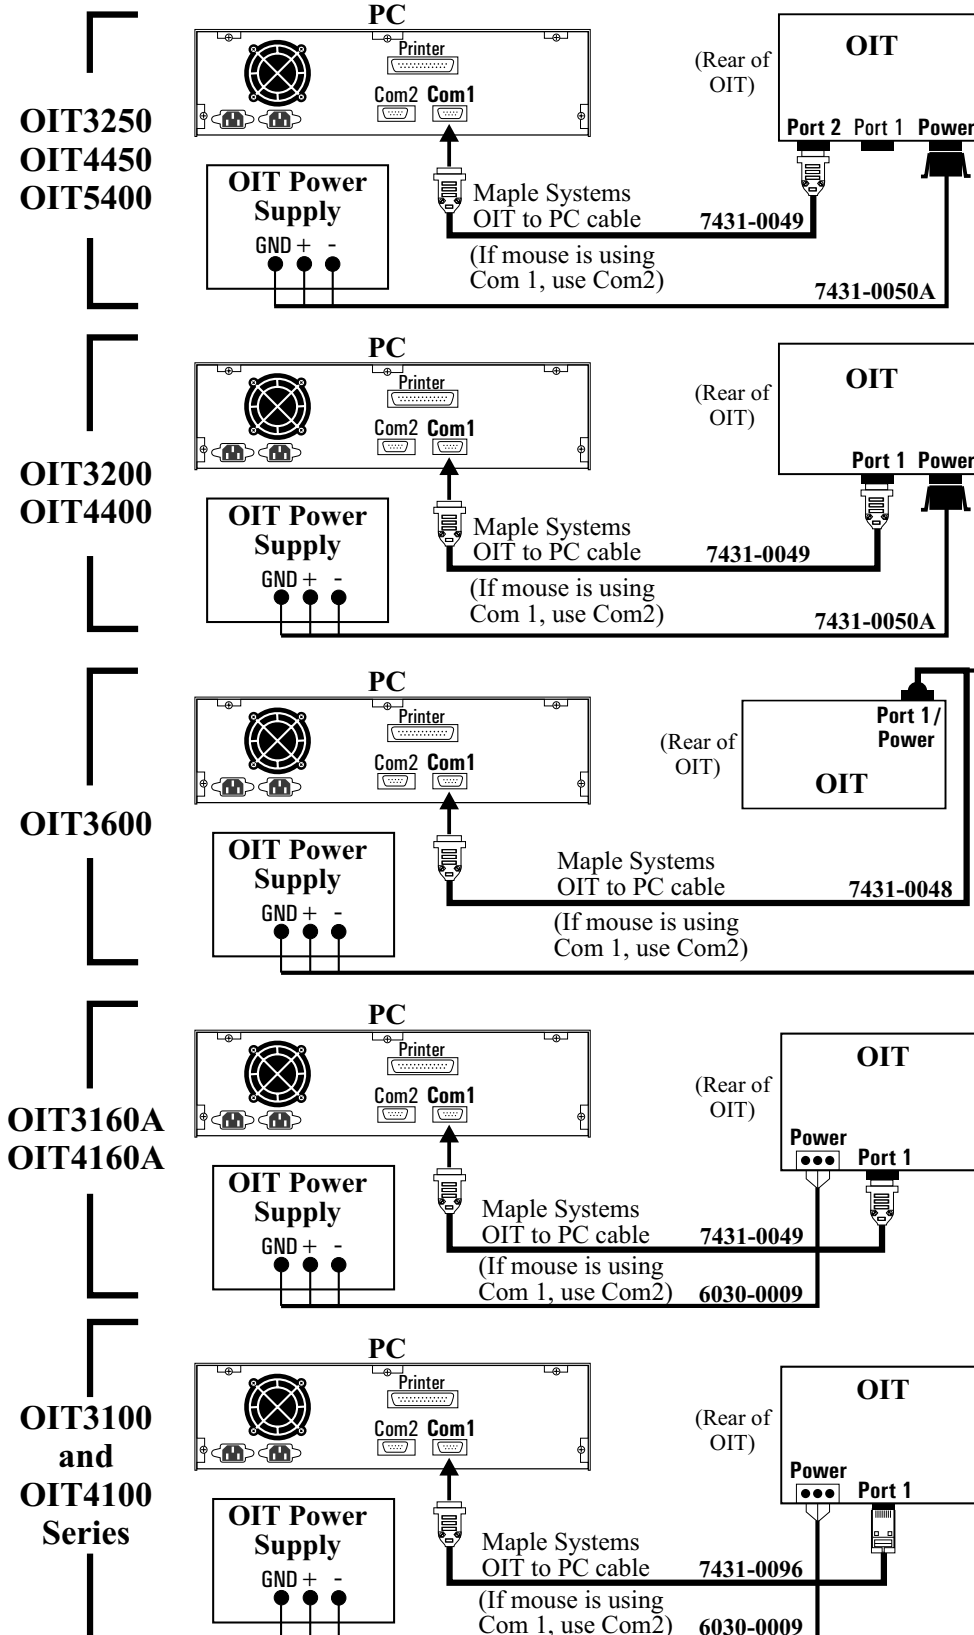 OIT3250
OIT4450
OIT5400
PC
Printer
Com2 Com1
OIT Power
Supply
GND + -
Maple Systems
OIT to PC cable
7431-0049
(If mouse is using
Com 1, use Com2)
7431-0050A
(Rear of
OIT)
OIT
Port 2 Port 1 Power
OIT3200
OIT4400
PC
Printer
Com2 Com1
OIT Power
Supply
GND + -
Maple Systems
OIT to PC cable
7431-0049
(If mouse is using
Com 1, use Com2)
7431-0050A
(Rear of
OIT)
OIT
Port 1 Power
OIT3600
PC
Printer
Com2 Com1
OIT Power
Supply
GND + -
Maple Systems
OIT to PC cable
7431-0048
(If mouse is using
Com 1, use Com2)
(Rear of
OIT)
Port 1 /
Power
OIT
OIT3160A
OIT4160A
PC
Printer
Com2 Com1
OIT Power
Supply
GND + -
Maple Systems
OIT to PC cable
7431-0049
(If mouse is using
Com 1, use Com2)
6030-0009
(Rear of
OIT)
OIT
Power
Port 1
OIT3100
and
OIT4100
Series
PC
Printer
Com2 Com1
OIT Power
Supply
GND + -
Maple Systems
OIT to PC cable
7431-0096
(If mouse is using
Com 1, use Com2)
6030-0009
(Rear of
OIT)
OIT
Power
Port 1